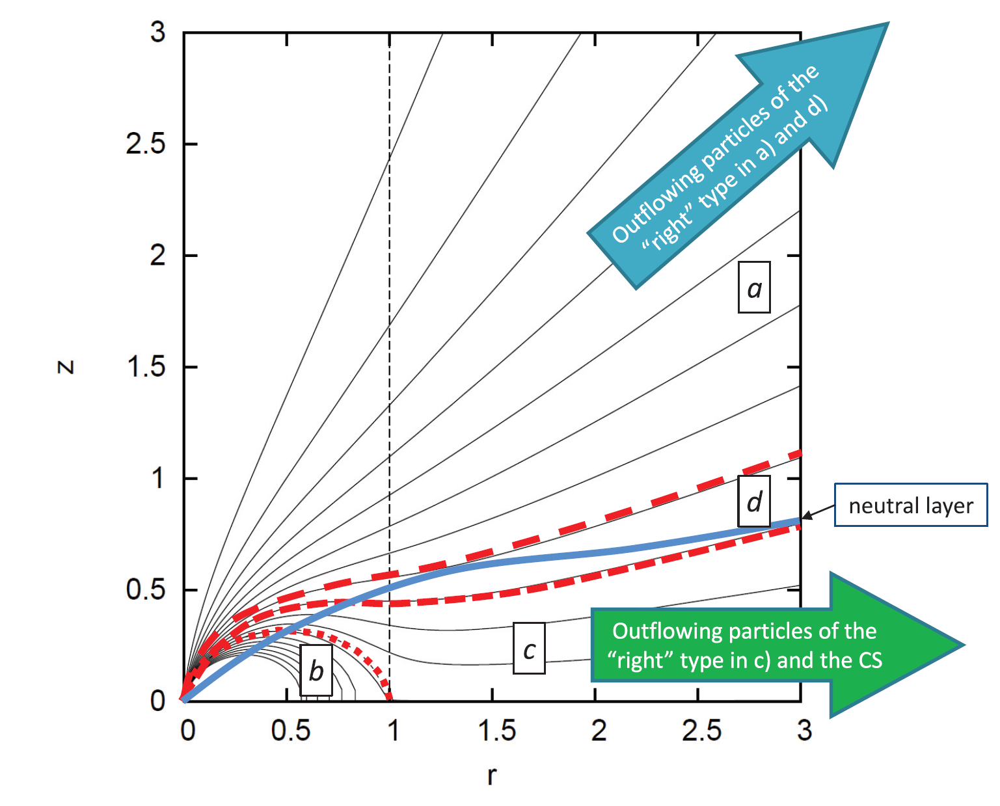 3
2.5
2
1.5
1
0.5
0
z
0
0.5
1
1.5
2
2.5
3
r
Outflowing particles of the
“right” type in a) and d)
a
d
neutral layer
c
b
Outflowing particles of the
“right” type in c) and the CS